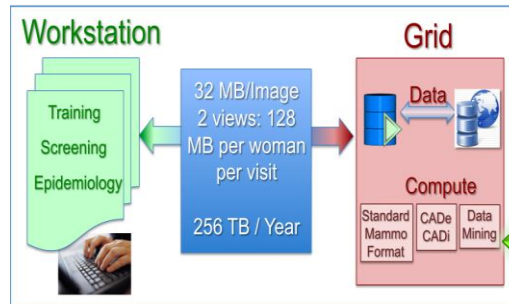 Workstation
Training
Screening
Epidemiology
32 MB/Image
2 views: 128
MB per woman
per visit
256 TB / Year
Grid
Data
Compute
Standard
Mammo
Format
CADe
CADi
Data
Mining